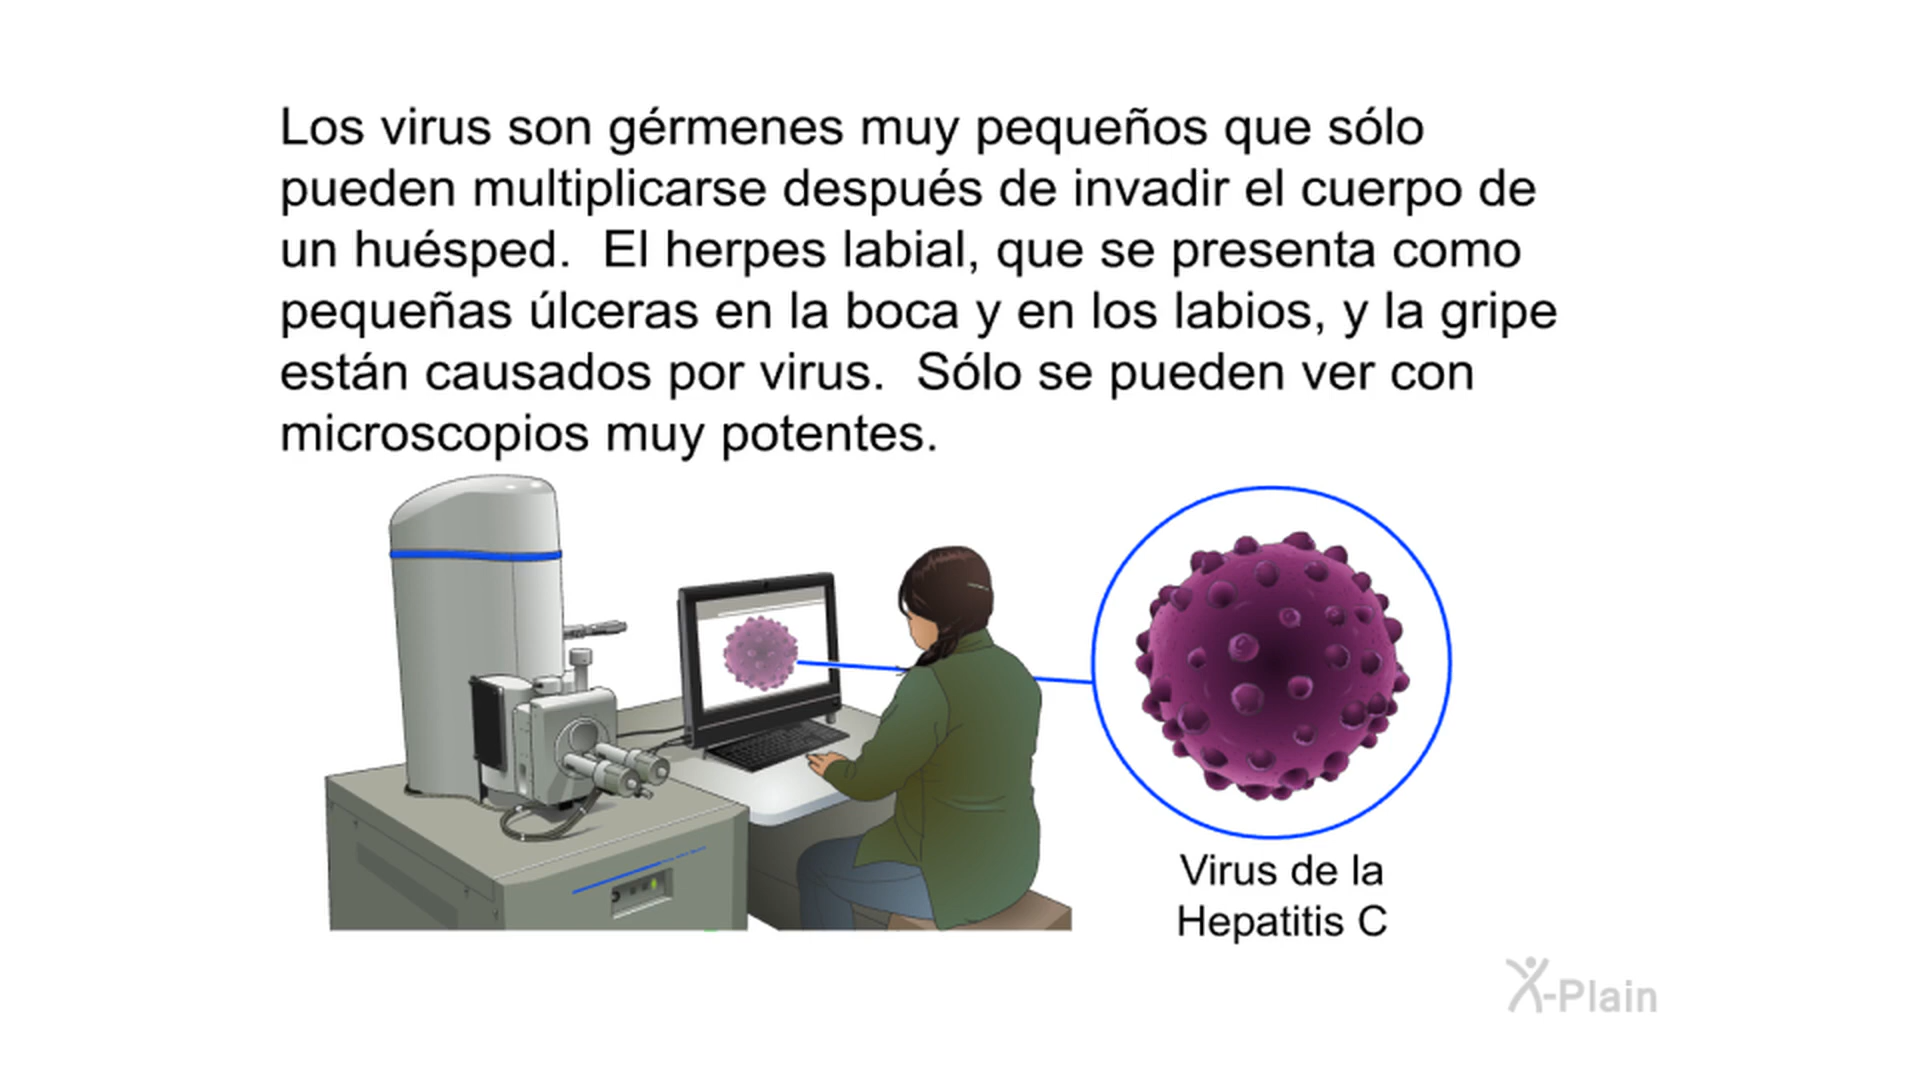 Los virus son gérmenes muy pequeños que sólo
pueden multiplicarse después de invadir el cuerpo de
un huésped.  El herpes labial, que se presenta como
pequeñas úlceras en la boca y en los labios, y la gripe
están causados por virus.  Sólo se pueden ver con
microscopios muy potentes.
Virus de la
Hepatitis C
X-Plain